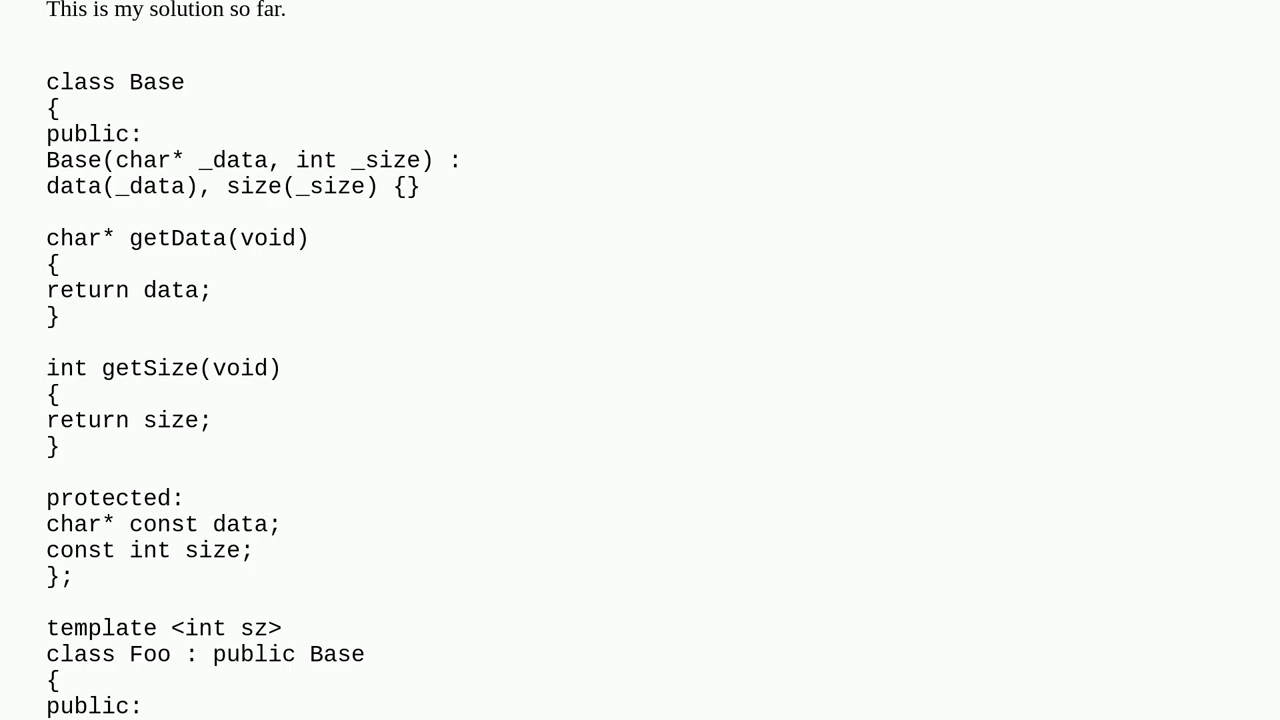 This is my solution so far.
class Base
{
public:
Base(char* _data, int _size) :
data(_data), size(_size) {}
char* getData(void)
{
return data;
}
int getSize(void)
{
return size;
}
protected:
char* const data;
const int size;
};
template <int sz>
class Foo : public Base
{
public: